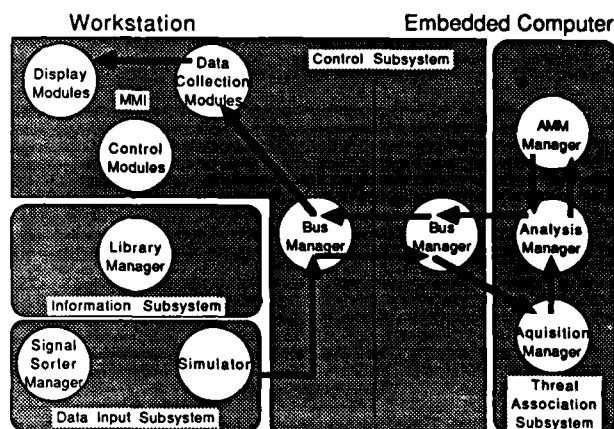 Workstation
Embedded Computer
Display
Modules
Data
Collection
Modules
Control Subsystem
MMI
Control
Modules
AMM
Manager
Bus
Manager
Bus
Manager
Analysis
Manager
Library
Manager
Information Subsystem
Aquisition
Manager
Signal
Sorter
Manager
Simulator
Data Input Subsystem
Threat
Association
Subsystem